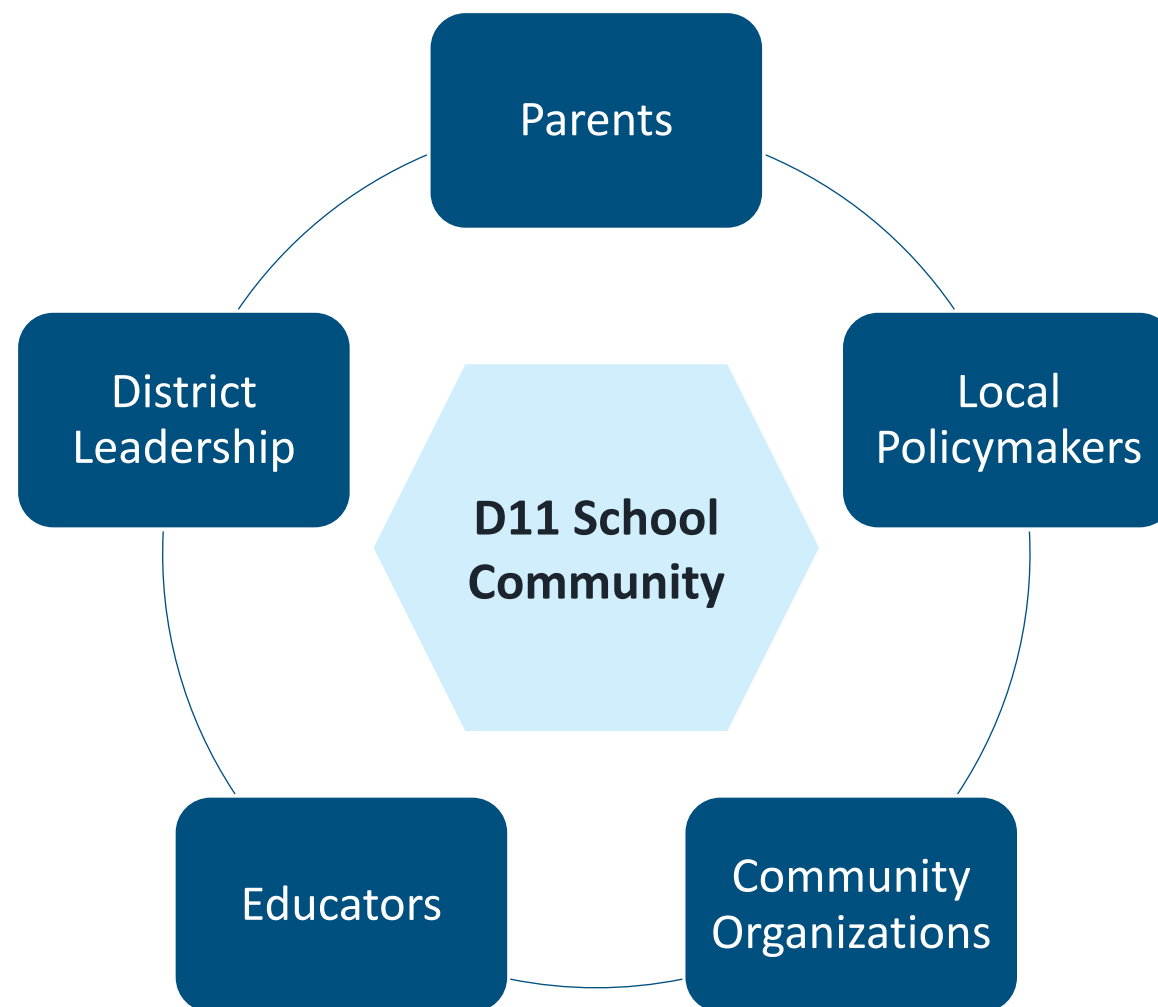 Parents
District
Leadership
Local
Policymakers
D11 School
Community
Educators
Community
Organizations